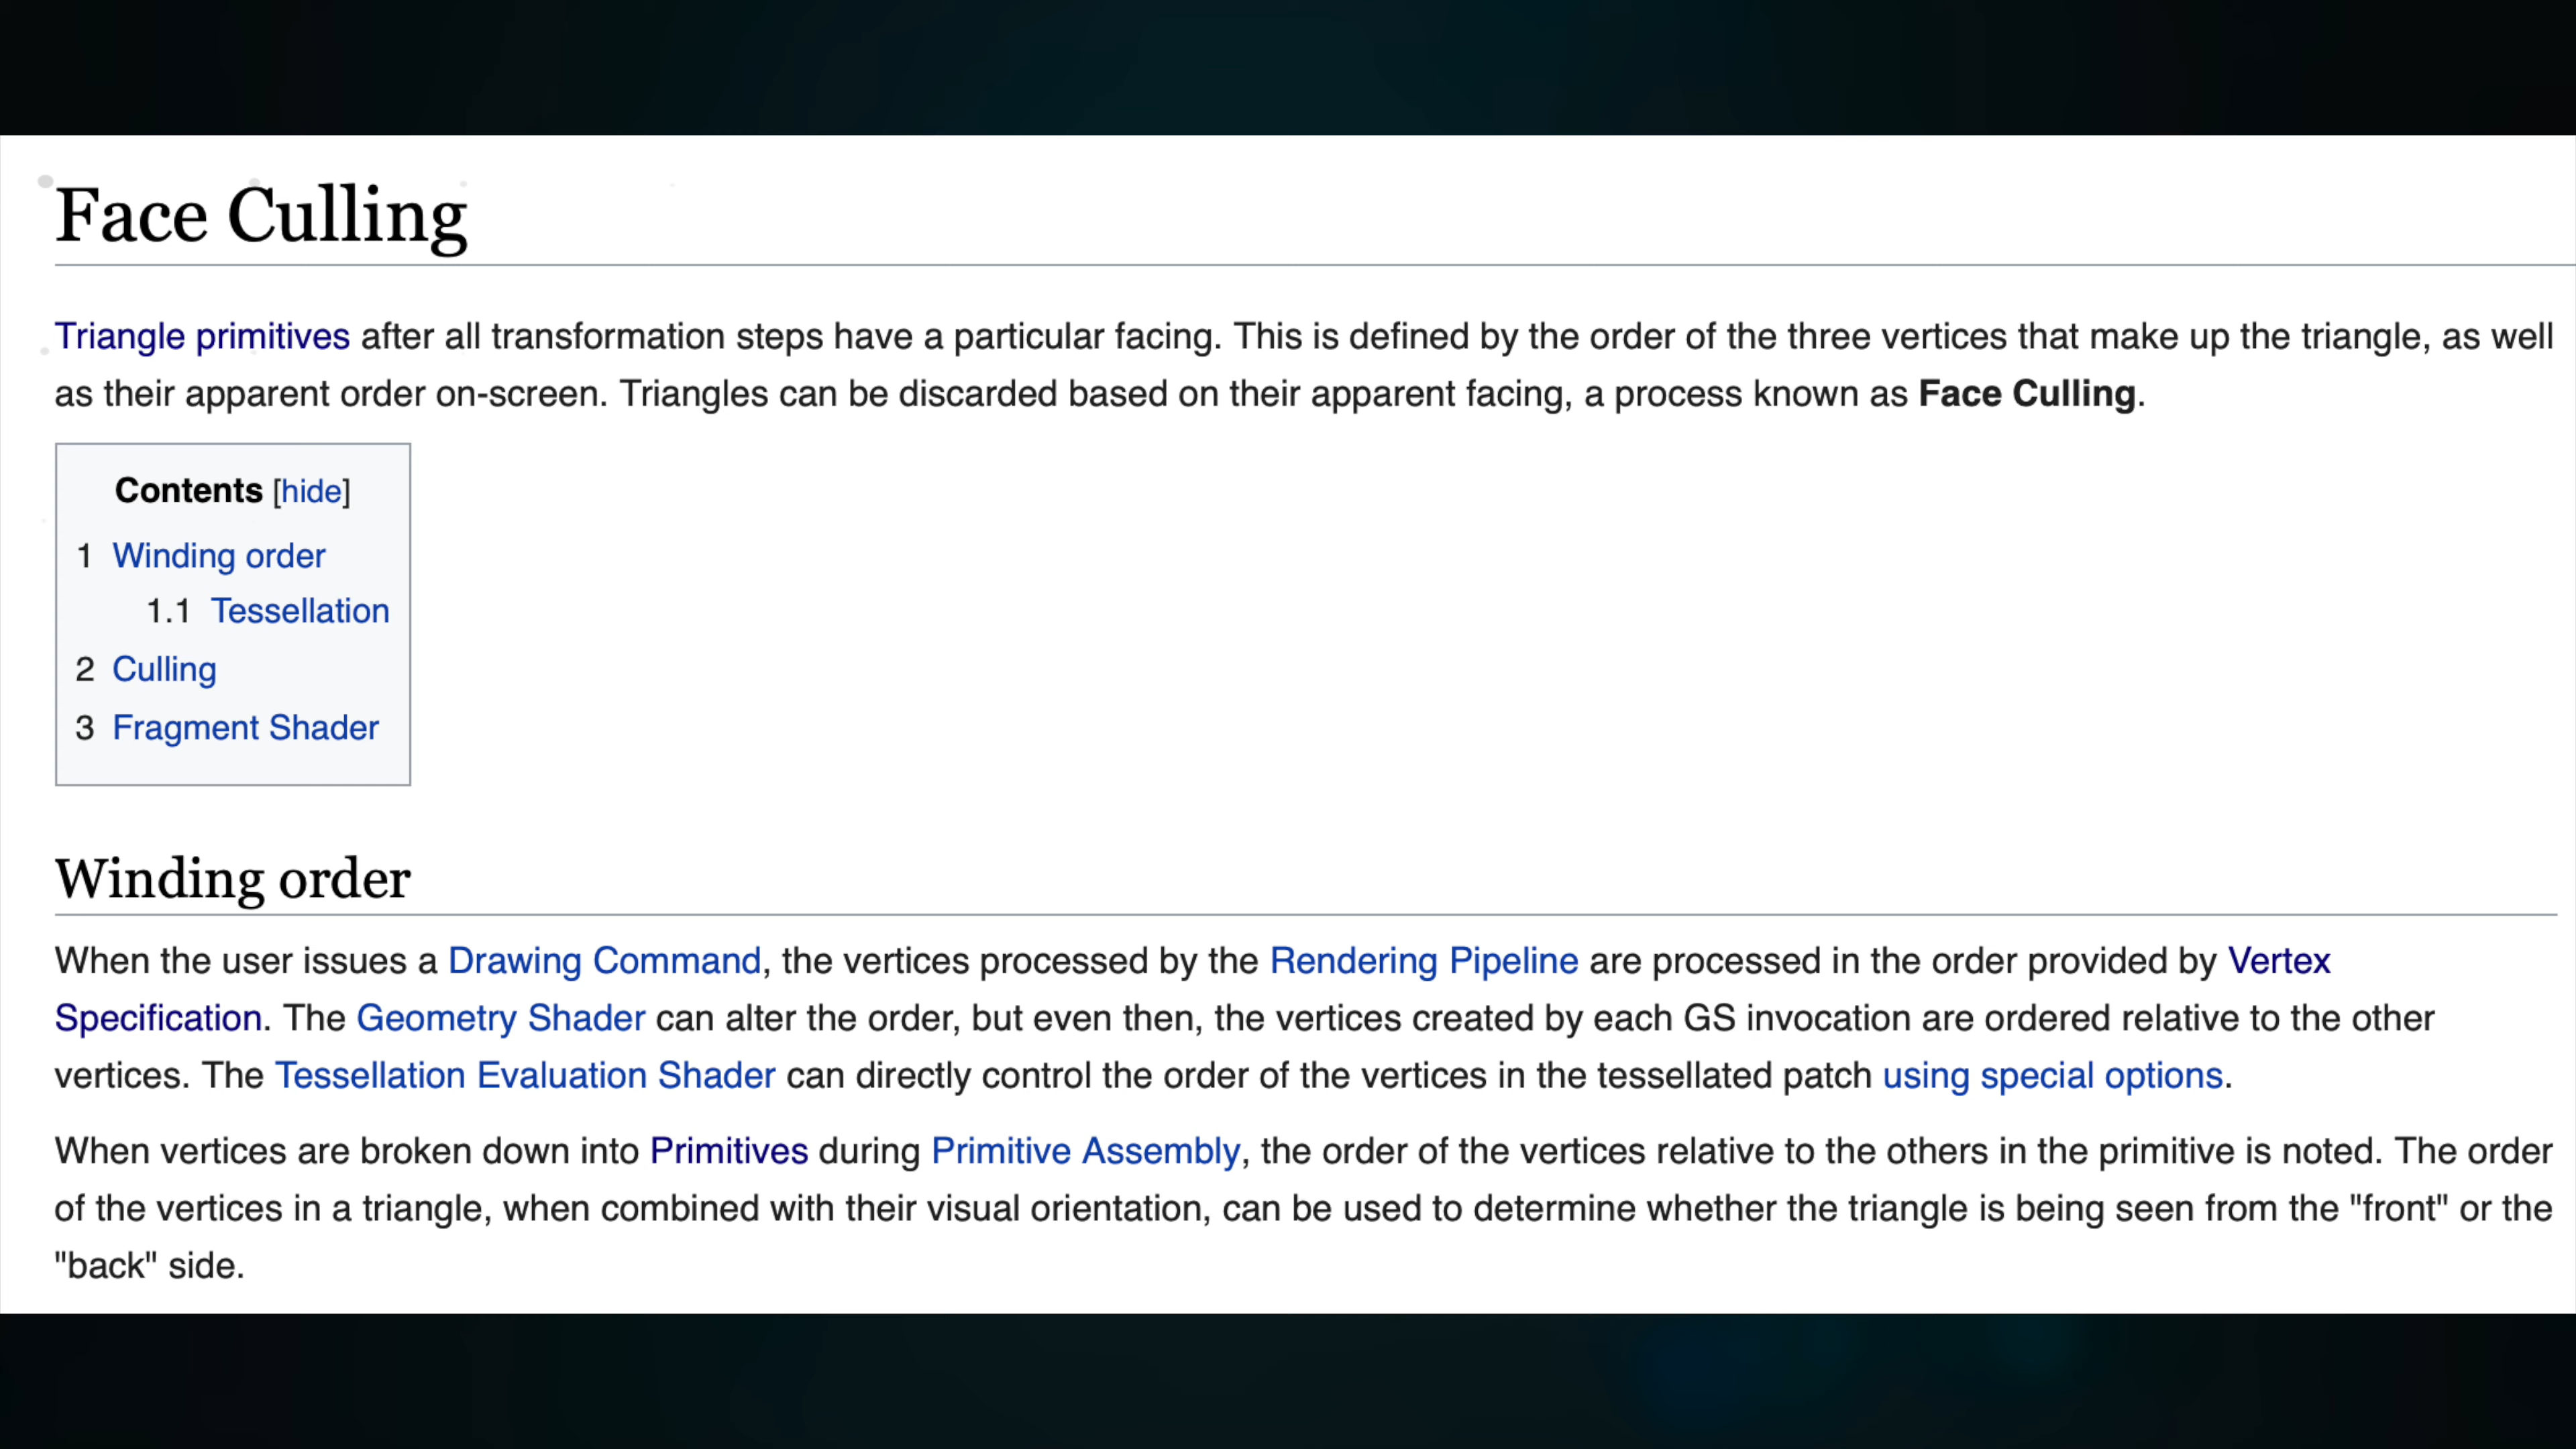 Face Culling
Triangle primitives after all transformation steps have a particular facing. This is defined by the order of the three vertices that make up the triangle, as well
as their apparent order on-screen. Triangles can be discarded based on their apparent facing, a process known as Face Culling.
Contents [hide]
1 Winding order
1.1 Tessellation
2 Culling
3 Fragment Shader
Winding order
When the user issues a Drawing Command, the vertices processed by the Rendering Pipeline are processed in the order provided by Vertex
Specification. The Geometry Shader can alter the order, but even then, the vertices created by each GS invocation are ordered relative to the other
vertices. The Tessellation Evaluation Shader can directly control the order of the vertices in the tessellated patch using special options.
When vertices are broken down into Primitives during Primitive Assembly, the order of the vertices relative to the others in the primitive is noted. The order
of the vertices in a triangle, when combined with their visual orientation, can be used to determine whether the triangle is being seen from the "front" or the
"back" side.